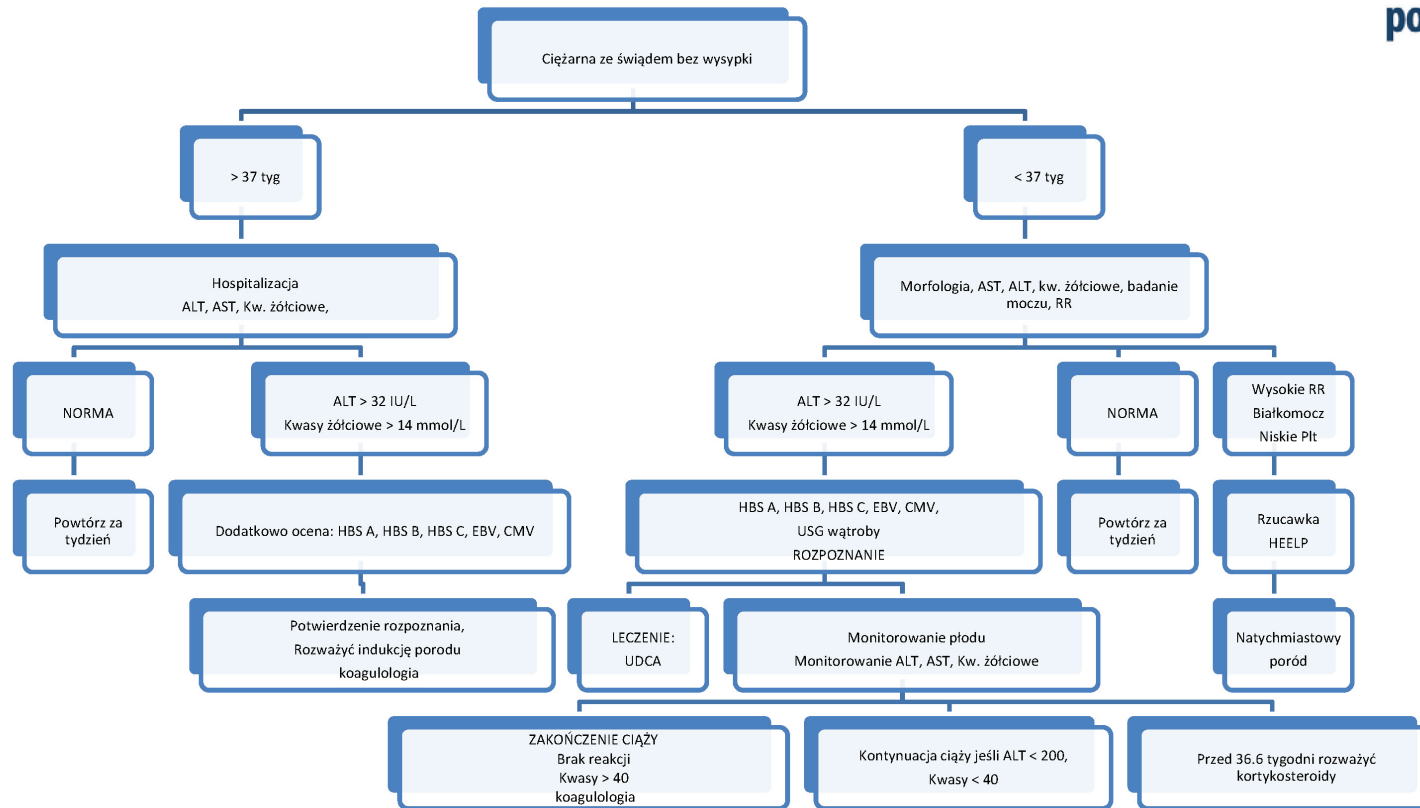 po
Ciężarna ze świądem bez wysypki
> 37 tyg
< 37 tyg
Hospitalizacja
ALT, AST, Kw. żółciowe,
Morfologia, AST, ALT, kw. żółciowe, badanie
moczu, RR
NORMA
ALT > 32 IU/L
Kwasy żółciowe > 14 mmol/L
ALT > 32 IU/L
Kwasy żółciowe > 14 mmol/L
NORMA
Wysokie RR
Białkomocz
Niskie Plt
Powtórz za
tydzień
Dodatkowo ocena: HBS A, HBS B, HBS C, EBV, CMV
HBS A, HBS B, HBS C, EBV, CMV,
USG wątroby
ROZPOZNANIE
Powtórz za
tydzień
Rzucawka
HEELP
Potwierdzenie rozpoznania,
Rozważyć indukcję porodu
koagulologia
LECZENIE:
UDCA
Monitorowanie płodu
Monitorowanie ALT, AST, Kw. żółciowe
Natychmiastowy
poród
ZAKOŃCZENIE CIĄŻY
Brak reakcji
Kwasy > 40
koagulologia
Kontynuacja ciąży jeśli ALT < 200,
Kwasy < 40
Przed 36.6 tygodni rozważyć
kortykosteroidy